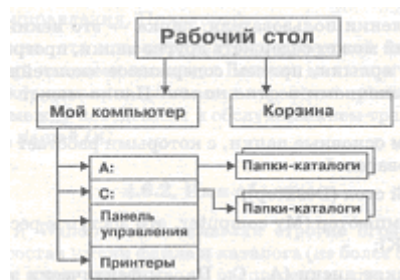 Рабочий стол
Мой компьютер
Корзина
A:
Папки-каталоги
C:
Папки-каталоги
Панель
управления
Принтеры